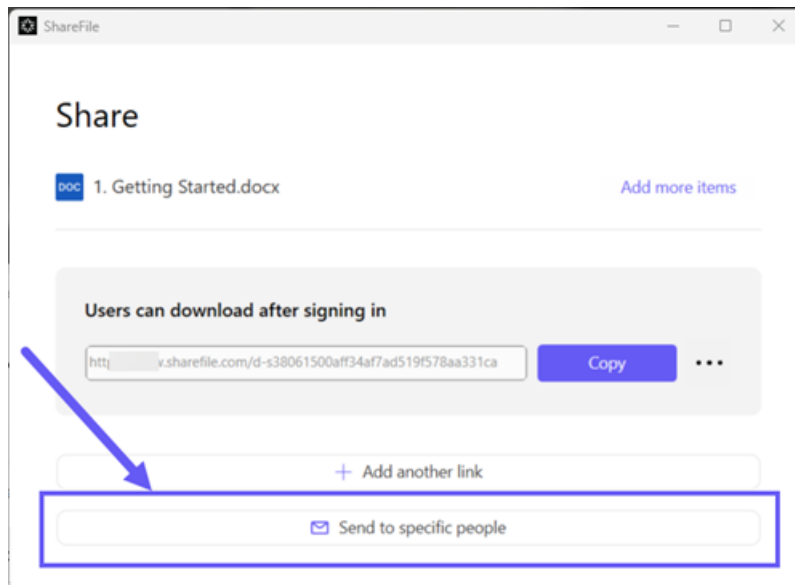 ShareFile
Share
DOC 1. Getting Started.docx Add more items
Users can download after signing in
.sharefile.com/d-s38061500aff34af7ad519f578aa331ca Copy
+ Add another link
Send to specific people